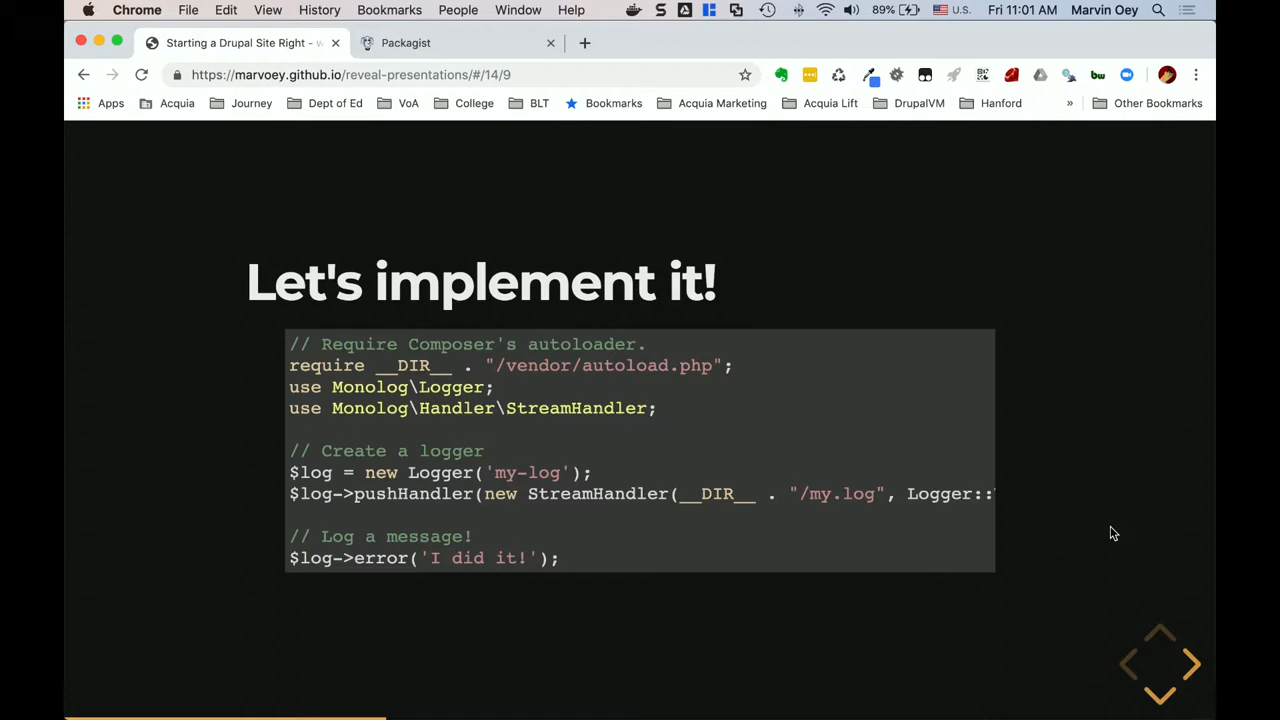 Chrome File Edit View History Bookmarks People Window Help 89% U.S. Fri 11:01 AM Marvin Oey
Starting a Drupal Site Right - Packagist
https://marvoey.github.io/reveal-presentations/#/14/9
Apps Acquia Journey Dept of Ed VoA College BLT Bookmarks Acquia Marketing Acquia Lift DrupalVM Hanford » Other Bookmarks
Let's implement it!
// Require Composer's autoloader.
require __DIR__ . "/vendor/autoload.php";
use Monolog\Logger;
use Monolog\Handler\StreamHandler;
// Create a logger
$log = new Logger('my-log');
$log->pushHandler(new StreamHandler(__DIR__ . "/my.log", Logger::
// Log a message!
$log->error('I did it!');